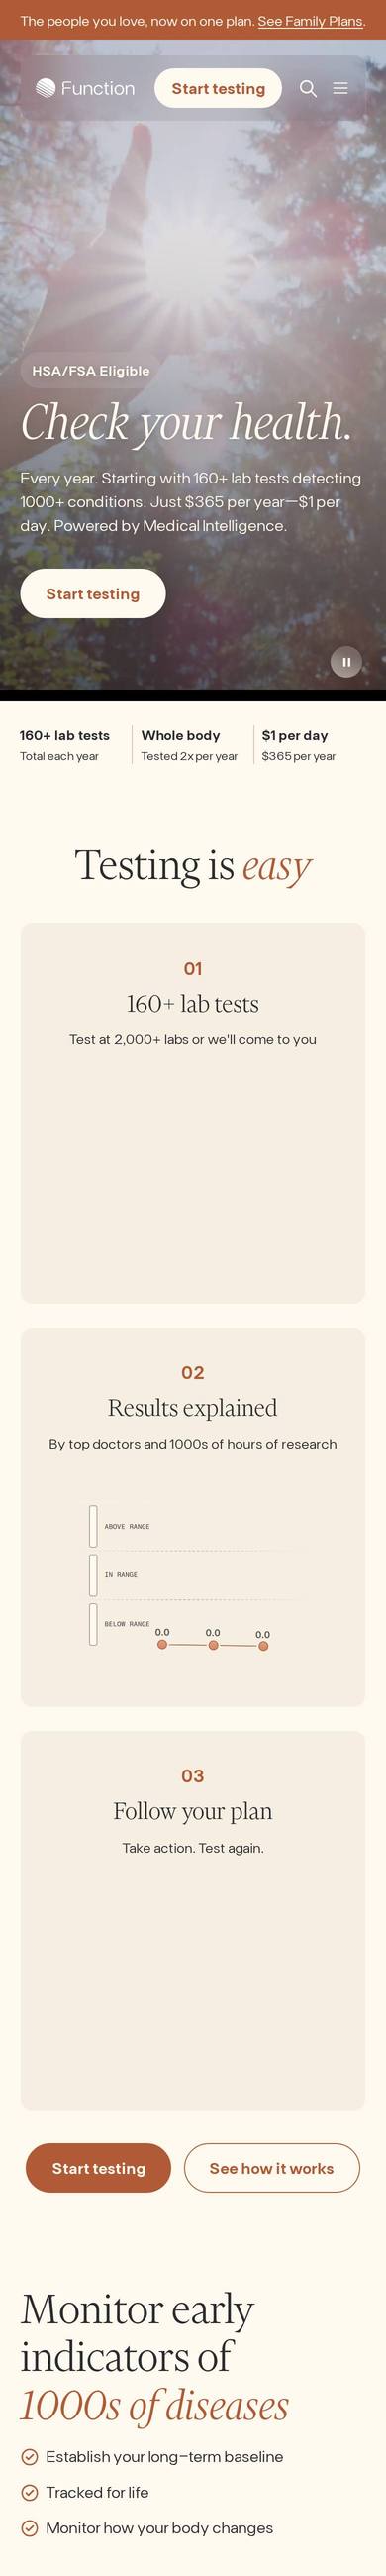 The people you love, now on one plan. See Family Plans.
Function
Start testing
HSA/FSA Eligible
Check your health.
Every year. Starting with 160+ lab tests detecting
1000+ conditions. Just $365 per year—$1 per
day. Powered by Medical Intelligence.
Start testing
160+ lab tests
Total each year
Whole body
Tested 2x per year
$1 per day
$365 per year
Testing is easy
01
160+ lab tests
Test at 2,000+ labs or we'll come to you
02
Results explained
By top doctors and 1000s of hours of research
ABOVE RANGE
IN RANGE
BELOW RANGE
0.0 0.0 0.0
03
Follow your plan
Take action. Test again.
Start testing
See how it works
Monitor early
indicators of
1000s of diseases
Establish your long-term baseline
Tracked for life
Monitor how your body changes